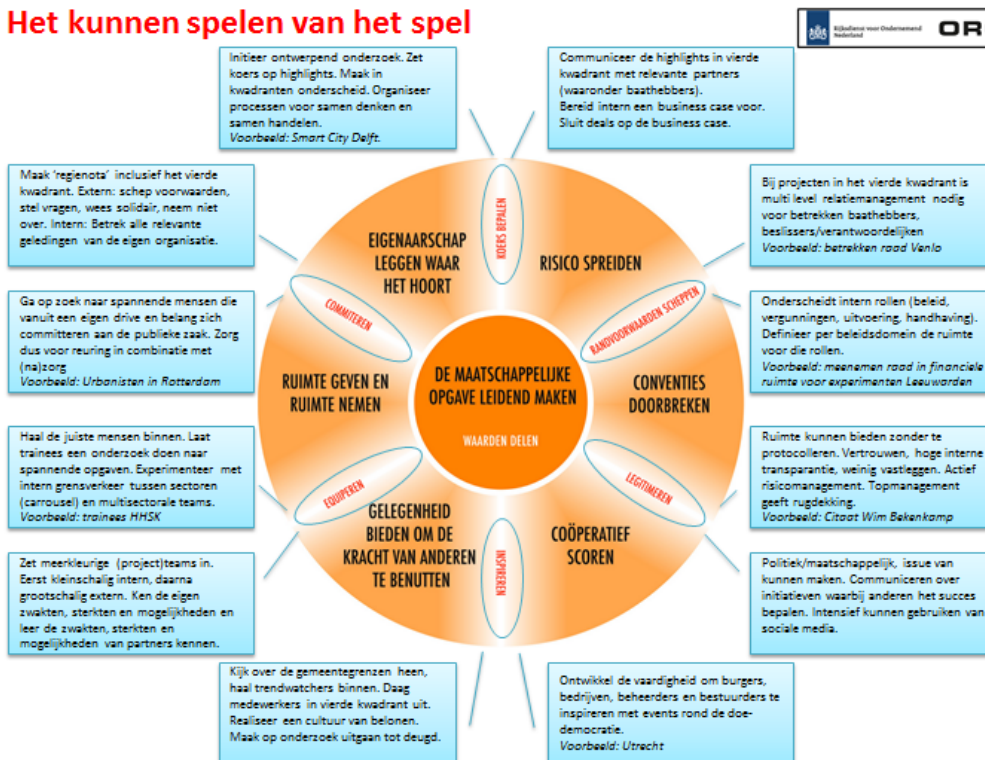 Het kunnen spelen van het spel
Rijksdienst voor Ondernemend
Nederland
OR
Initieer ontwerpend onderzoek. Zet
koers op highlights. Maak in
kwadranten onderscheid. Organiseer
processen voor samen denken en
samen handelen.
Voorbeeld: Smart City Delft.
Communiceer de highlights in vierde
kwadrant met relevante partners
(waaronder baathebbers).
Bereid intern een business case voor.
Sluit deals op de business case.
Maak 'regienota' inclusief het vierde
kwadrant. Extern: schep voorwaarden,
stel vragen, wees solidair, neem niet
over. Intern: Betrek alle relevante
geledingen van de eigen organisatie.
Bij projecten in het vierde kwadrant is
multi level relatiemanagement nodig
voor betrekken baathebbers,
beslissers/verantwoordelijken
Voorbeeld: betrekken raad Venlo
Ga op zoek naar spannende mensen die
vanuit een eigen drive en belang zich
committeren aan de publieke zaak. Zorg
dus voor reuring in combinatie met
(na)zorg
Voorbeeld: Urbanisten in Rotterdam
Onderscheidt intern rollen (beleid,
vergunningen, uitvoering, handhaving).
Definieer per beleidsdomein de ruimte
voor die rollen.
Voorbeeld: meenemen raad in financiele
ruimte voor experimenten Leeuwarden
Haal de juiste mensen binnen. Laat
trainees een onderzoek doen naar
spannende opgaven. Experimenteer met
intern grensverkeer tussen sectoren
(carrousel) en multisectorale teams.
Voorbeeld: trainees HHSK
Ruimte kunnen bieden zonder te
protocolleren. Vertrouwen, hoge interne
transparantie, weinig vastleggen. Actief
risicomanagement. Topmanagement
geeft rugdekking.
Voorbeeld: Citaat Wim Bekenkamp
Zet meerkleurige (project)teams in.
Eerst kleinschalig intern, daarna
grootschalig extern. Ken de eigen
zwakten, sterkten en mogelijkheden en
leer de zwakten, sterkten en
mogelijkheden van partners kennen.
Politiek/maatschappelijk, issue van
kunnen maken. Communiceren over
initiatieven waarbij anderen het succes
bepalen. Intensief kunnen gebruiken van
sociale media.
Kijk over de gemeentegrenzen heen,
haal trendwatchers binnen. Daag
medewerkers in vierde kwadrant uit.
Realiseer een cultuur van belonen.
Maak op onderzoek uitgaan tot deugd.
Ontwikkel de vaardigheid om burgers,
bedrijven, beheerders en bestuurders te
inspireren met events rond de doe-
democratie.
Voorbeeld: Utrecht
KOERS BEPALEN
EIGENAARSCHAP
LEGGEN WAAR
HET HOORT
RISICO SPREIDEN
COMMITEREN
RANDVOORWAARDEN SCHEPPEN
RUIMTE GEVEN EN
RUIMTE NEMEN
DE MAATSCHAPPELIJKE
OPGAVE LEIDEND MAKEN
WAARDEN DELEN
CONVENTIES
DOORBREKEN
EQUIPEREN
LEGITIMEREN
GELEGENHEID
BIEDEN OM DE
KRACHT VAN ANDEREN
TE BENUTTEN
INSPIREREN
COÖPERATIEF
SCOREN